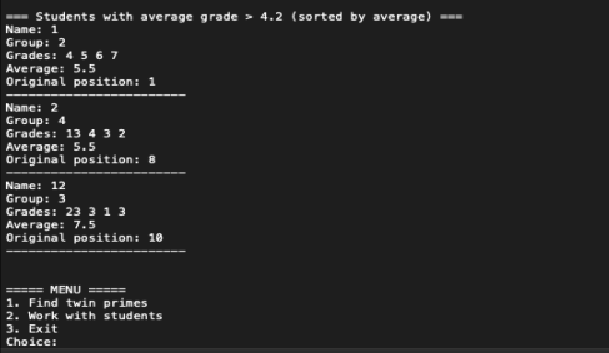 === Students with average grade > 4.2 (sorted by average) ===
Name: 1
Group: 2
Grades: 4 5 6 7
Average: 5.5
Original position: 1
-------------------------
Name: 2
Group: 4
Grades: 13 4 3 2
Average: 5.5
Original position: 8
-------------------------
Name: 12
Group: 3
Grades: 23 3 1 3
Average: 7.5
Original position: 10
-------------------------
===== MENU =====
1. Find twin primes
2. Work with students
3. Exit
Choice: